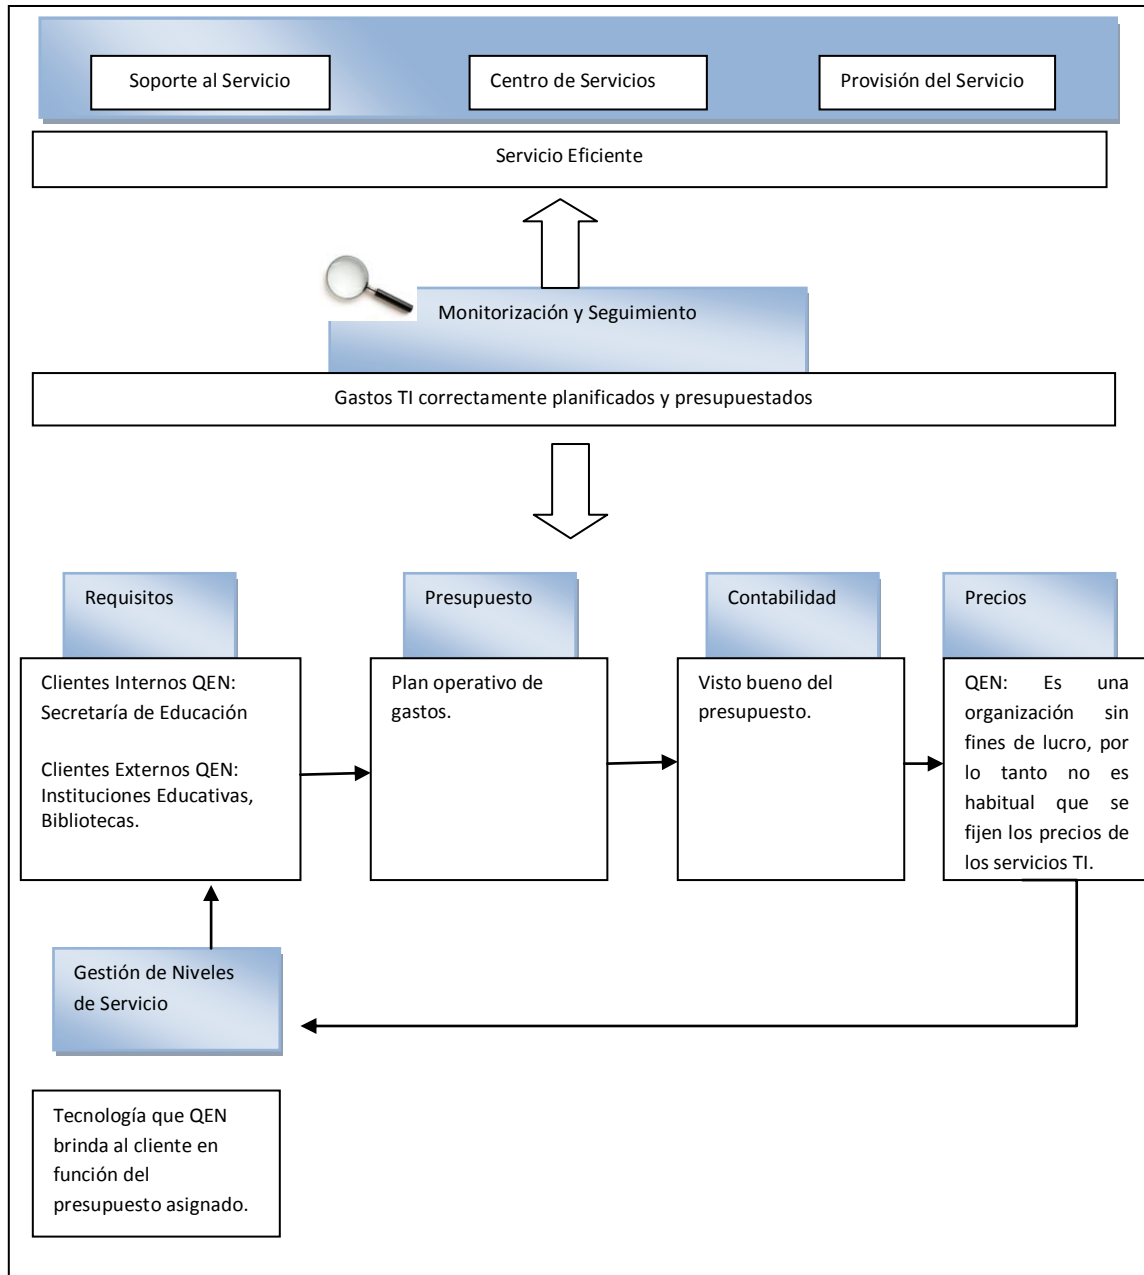 Soporte al Servicio
Centro de Servicios
Provisión del Servicio
Servicio Eficiente
Monitorización y Seguimiento
Gastos TI correctamente planificados y presupuestados
Requisitos
Presupuesto
Contabilidad
Precios
Clientes Internos QEN:
Secretaría de Educación
Clientes Externos QEN:
Instituciones Educativas,
Bibliotecas.
Plan operativo de
gastos.
Visto bueno del
presupuesto.
QEN: Es una
organización sin
fines de lucro, por
lo tanto no es
habitual que se
fijen los precios de
los servicios TI.
Gestión de Niveles
de Servicio
Tecnología que QEN
brinda al cliente en
función del
presupuesto asignado.